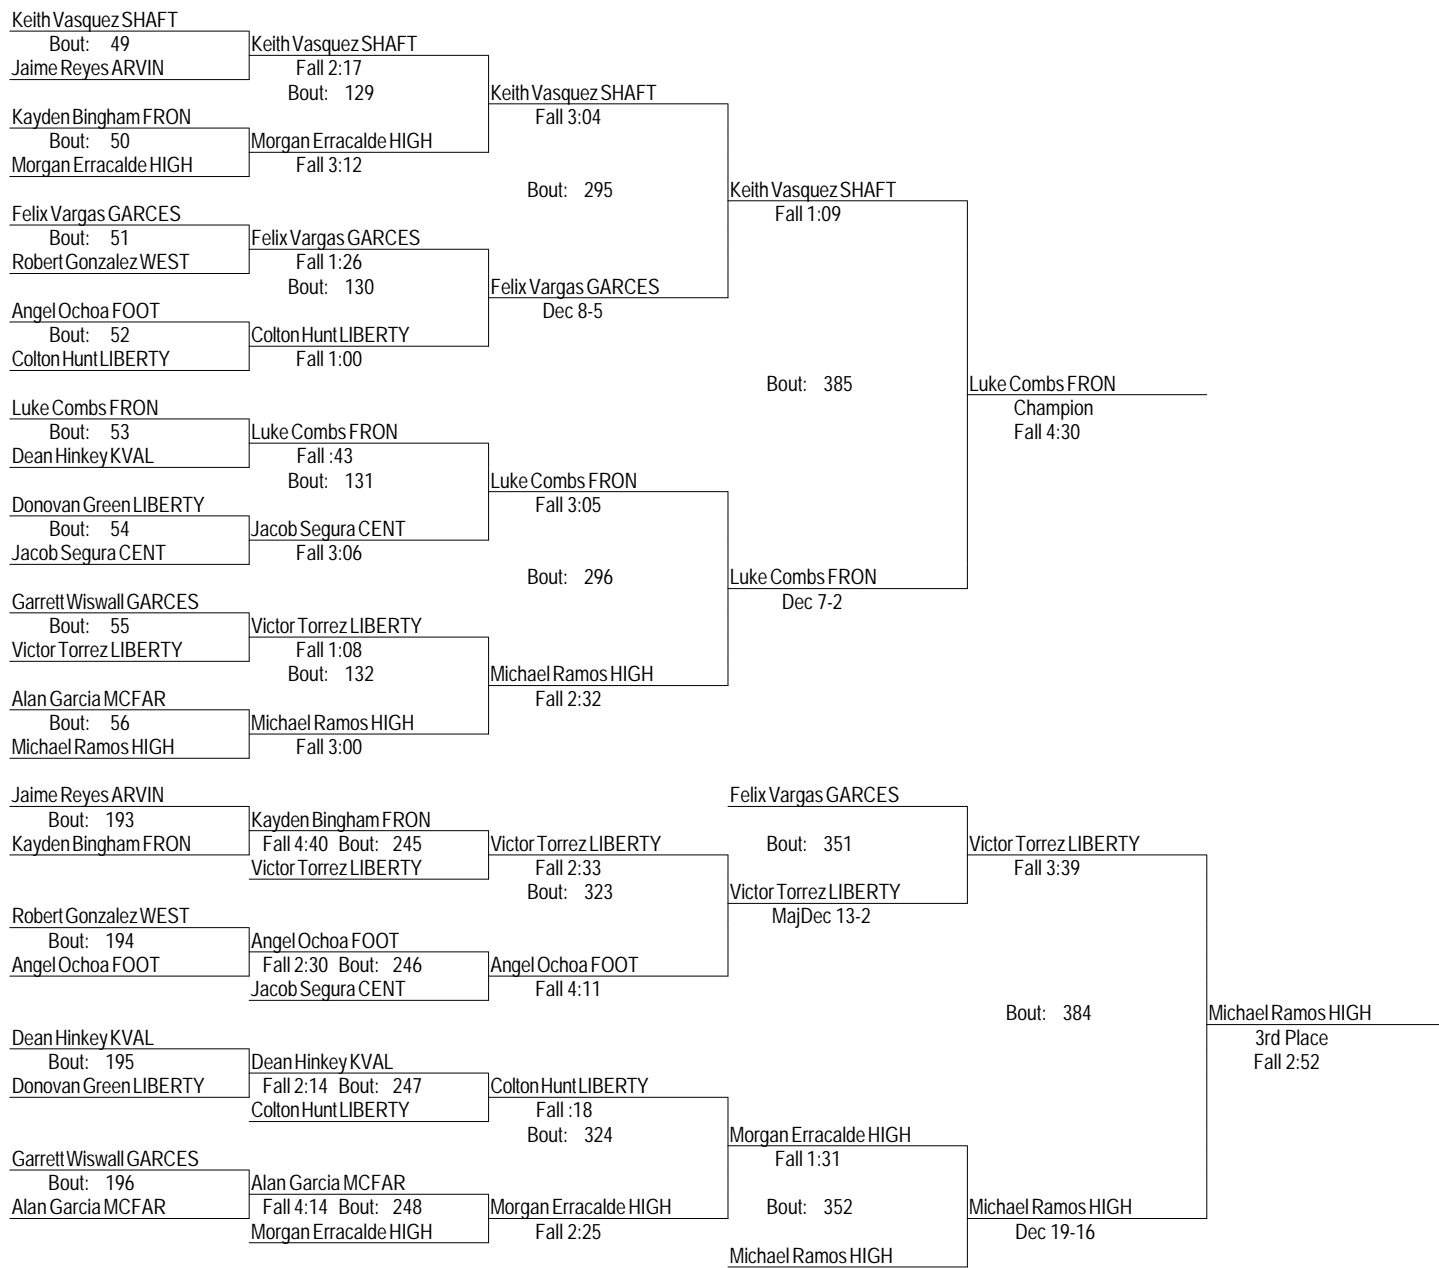 Keith Vasquez SHAFT
Bout: 49 Keith Vasquez SHAFT
Jaime Reyes ARVIN Fall 2:17
Bout: 129 Keith Vasquez SHAFT
Kayden Bingham FRON Fall 3:04
Bout: 50 Morgan Erracalde HIGH
Morgan Erracalde HIGH Fall 3:12
Bout: 295 Keith Vasquez SHAFT
Felix Vargas GARCES Fall 1:09
Bout: 51 Felix Vargas GARCES
Robert Gonzalez WEST Fall 1:26
Bout: 130 Felix Vargas GARCES
Angel Ochoa FOOT Dec 8-5
Bout: 52 Colton Hunt LIBERTY
Colton Hunt LIBERTY Fall 1:00
Bout: 385 Luke Combs FRON
Luke Combs FRON Champion
Bout: 53 Luke Combs FRON Fall 4:30
Dean Hinkey KVAL Fall :43
Bout: 131 Luke Combs FRON
Donovan Green LIBERTY Fall 3:05
Bout: 54 Jacob Segura CENT
Jacob Segura CENT Fall 3:06
Bout: 296 Luke Combs FRON
Garrett Wiswall GARCES Dec 7-2
Bout: 55 Victor Torrez LIBERTY
Victor Torrez LIBERTY Fall 1:08
Bout: 132 Michael Ramos HIGH
Alan Garcia MCFAR Fall 2:32
Bout: 56 Michael Ramos HIGH
Michael Ramos HIGH Fall 3:00
Jaime Reyes ARVIN Felix Vargas GARCES
Bout: 193 Kayden Bingham FRON
Kayden Bingham FRON Fall 4:40 Bout: 245 Victor Torrez LIBERTY Bout: 351 Victor Torrez LIBERTY
Victor Torrez LIBERTY Fall 2:33 Fall 3:39
Bout: 323 Victor Torrez LIBERTY
Robert Gonzalez WEST MajDec 13-2
Bout: 194 Angel Ochoa FOOT
Angel Ochoa FOOT Fall 2:30 Bout: 246 Angel Ochoa FOOT
Jacob Segura CENT Fall 4:11
Bout: 384 Michael Ramos HIGH
Dean Hinkey KVAL 3rd Place
Bout: 195 Dean Hinkey KVAL Fall 2:52
Donovan Green LIBERTY Fall 2:14 Bout: 247 Colton Hunt LIBERTY
Colton Hunt LIBERTY Fall :18
Bout: 324 Morgan Erracalde HIGH
Garrett Wiswall GARCES Fall 1:31
Bout: 196 Alan Garcia MCFAR
Alan Garcia MCFAR Fall 4:14 Bout: 248 Morgan Erracalde HIGH Bout: 352 Michael Ramos HIGH
Morgan Erracalde HIGH Fall 2:25 Dec 19-16
Michael Ramos HIGH